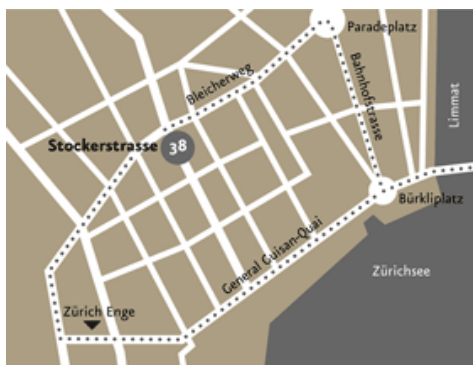 Paradeplatz
Bleicherweg
Bahnhofstrasse
Limmat
Stockerstrasse
38
Bürkliplatz
General Guisan-Quai
Zürichsee
Zürich Enge